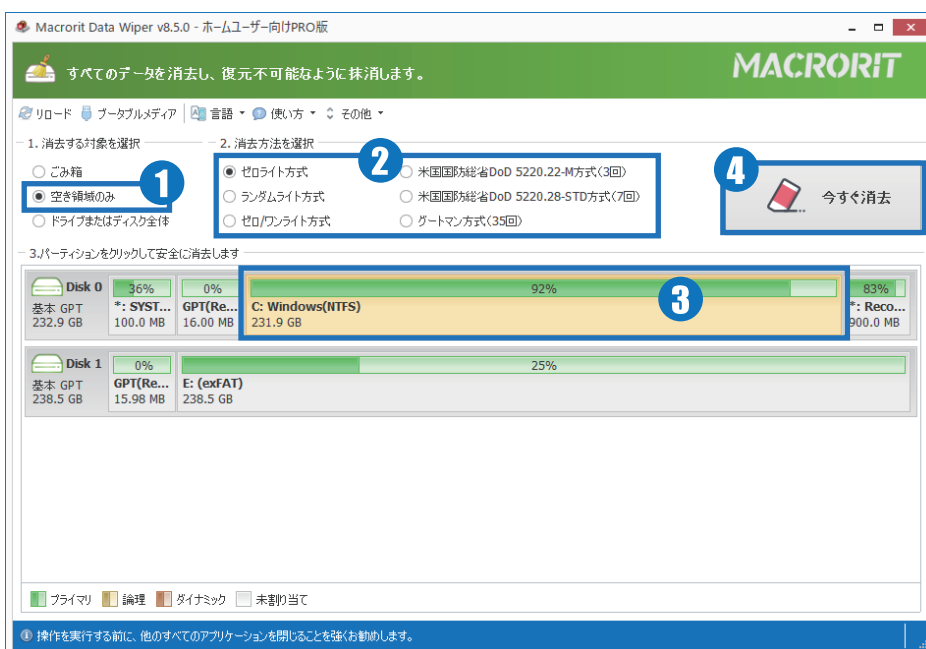 Macrorit Data Wiper v8.5.0 - ホームユーザー向けPRO版
すべてのデータを消去し、復元不可能なように抹消します。
MACRORIT
リロード ブータブルメディア 言語 使い方 その他
1. 消去する対象を選択
2. 消去方法を選択
ごみ箱
空き領域のみ
ドライブまたはディスク全体
1
ゼロライト方式
ランダムライト方式
ゼロ/ワンライト方式
2
米国国防総省DoD 5220.22-M方式(3回)
米国国防総省DoD 5220.28-STD方式(7回)
グートマン方式(35回)
4
今すぐ消去
3.パーティションをクリックして安全に消去します
Disk 0
基本 GPT
232.9 GB
36%
*: SYST...
100.0 MB
0%
GPT(Re...
16.00 MB
92%
C: Windows(NTFS)
231.9 GB
3
83%
*: Reco...
900.0 MB
Disk 1
基本 GPT
238.5 GB
0%
GPT(Re...
15.98 MB
25%
E: (exFAT)
238.5 GB
プライマリ 論理 ダイナミック 未割り当て
操作を実行する前に、他のすべてのアプリケーションを閉じることを強くお勧めします。